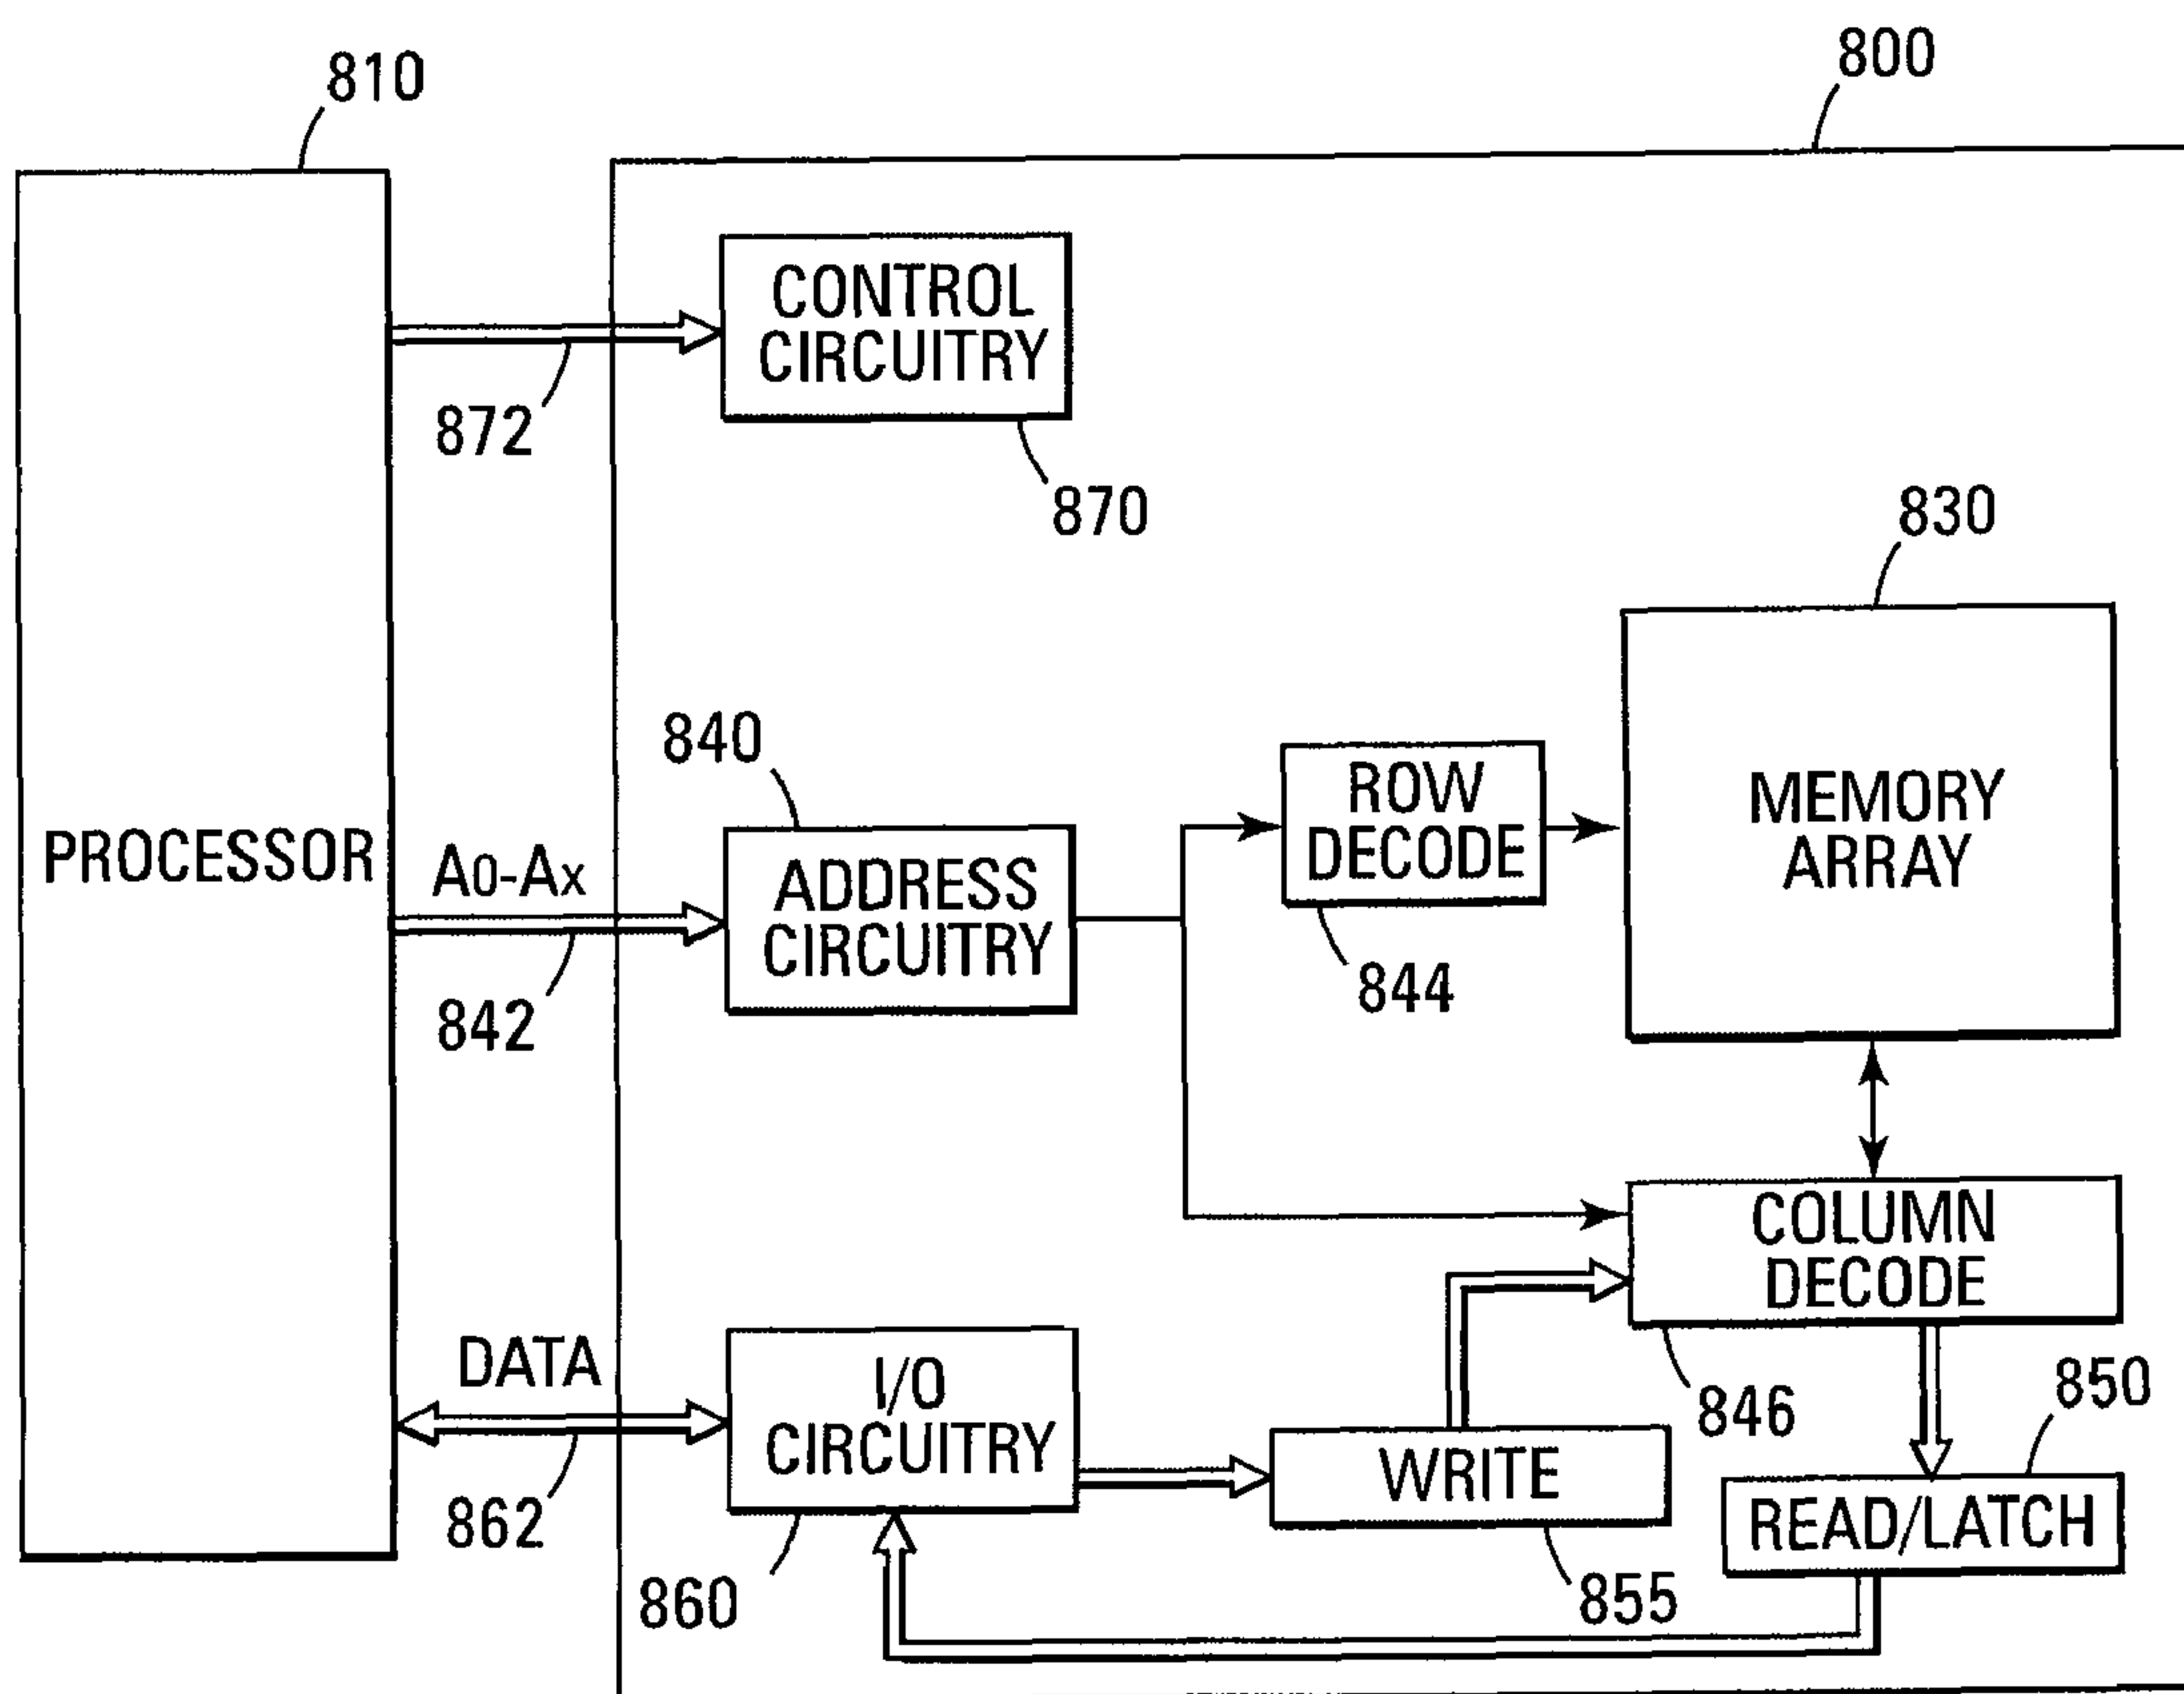 810
800
CONTROL
CIRCUITRY
872
870
830
840
ROW
DECODE
MEMORY
ARRAY
PROCESSOR
A0-Ax
ADDRESS
CIRCUITRY
844
842
COLUMN
DECODE
DATA
I/O
CIRCUITRY
846
850
WRITE
READ/LATCH
862
860
855